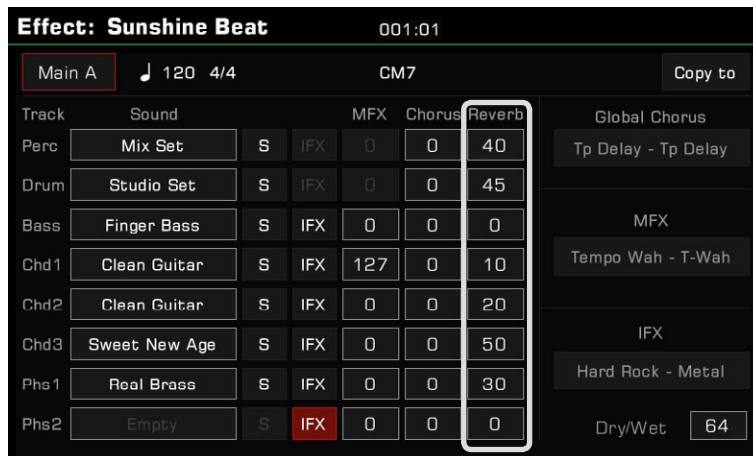 Effect: Sunshine Beat 001:01
Main A ♩ 120 4/4 CM7 Copy to
Track Sound MFX Chorus Reverb Global Chorus
Perc Mix Set S IFX 0 0 40 Tp Delay - Tp Delay
Drum Studio Set S IFX 0 0 45
Bass Finger Bass S IFX 0 0 0 MFX
Chd1 Clean Guitar S IFX 127 0 10 Tempo Wah - T-Wah
Chd2 Clean Guitar S IFX 0 0 20
Chd3 Sweet New Age S IFX 0 0 50 IFX
Phs1 Real Brass S IFX 0 0 30 Hard Rock - Metal
Phs2 Empty S IFX 0 0 0 Dry/Wet 64